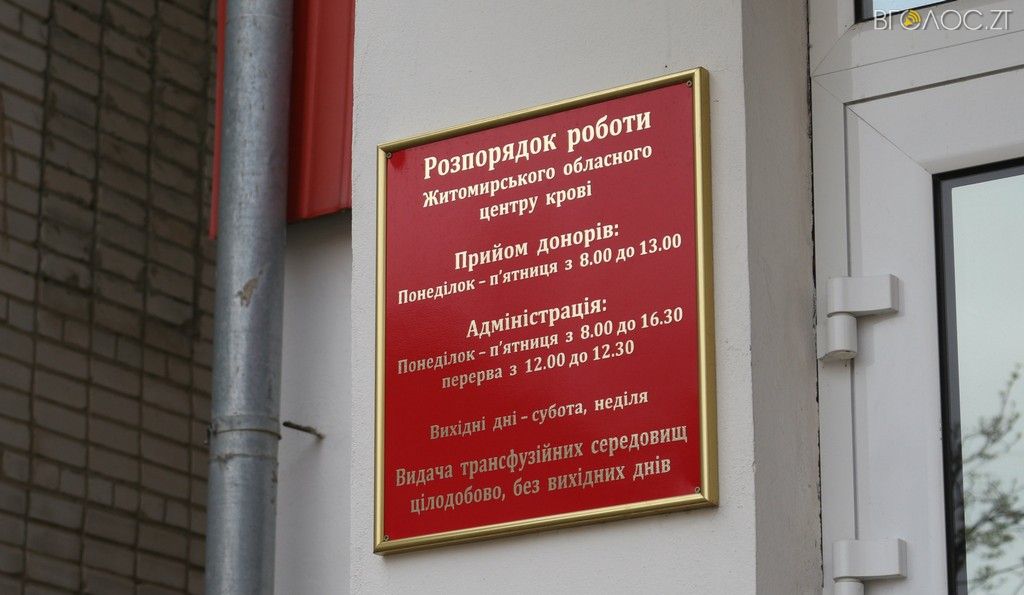 ВГОЛОС.ZT
Розпорядок роботи
Житомирського обласного
центру крові
Прийом донорів:
Понеділок – п'ятниця з 8.00 до 13.00
Адміністрація:
Понеділок – п'ятниця з 8.00 до 16.30
перерва з 12.00 до 12.30
Вихідні дні – субота, неділя
Видача трансфузійних середовищ
цілодобово, без вихідних днів